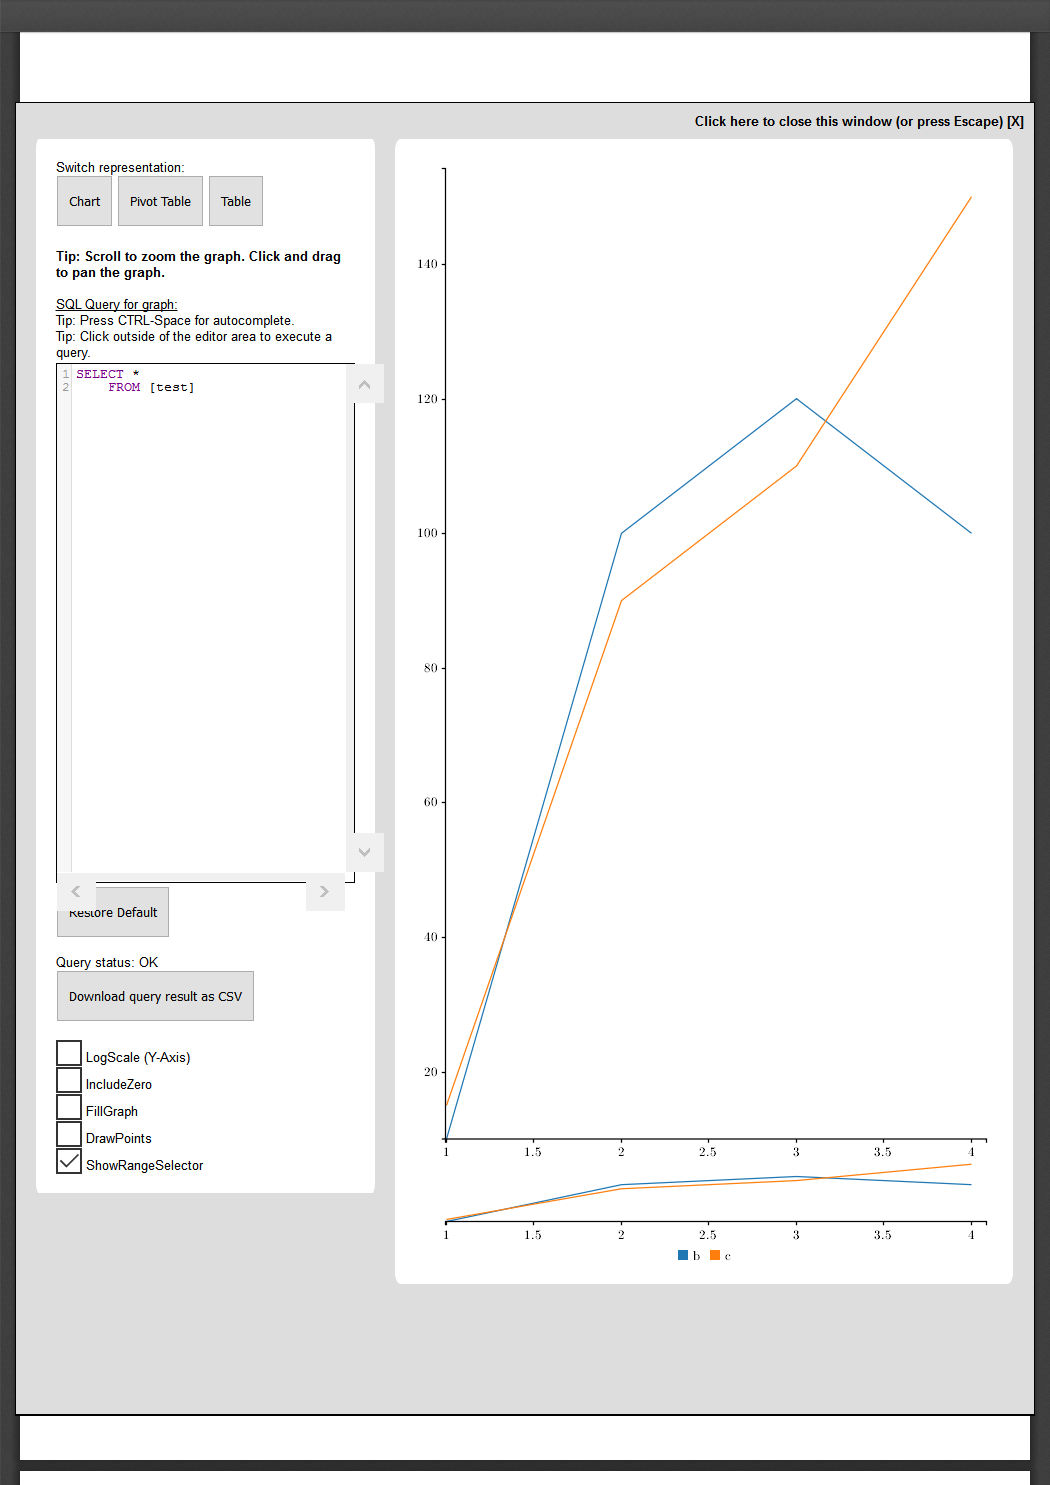 Click here to close this window (or press Escape) [X]
Switch representation:
Chart Pivot Table Table
Tip: Scroll to zoom the graph. Click and drag
to pan the graph.
SQL Query for graph:
Tip: Press CTRL-Space for autocomplete.
Tip: Click outside of the editor area to execute a
query.
1 SELECT *
2 FROM [test]
Restore Default
Query status: OK
Download query result as CSV
LogScale (Y-Axis)
IncludeZero
FillGraph
DrawPoints
ShowRangeSelector
140
120
100
80
60
40
20
1 1.5 2 2.5 3 3.5 4
1 1.5 2 2.5 3 3.5 4
b c